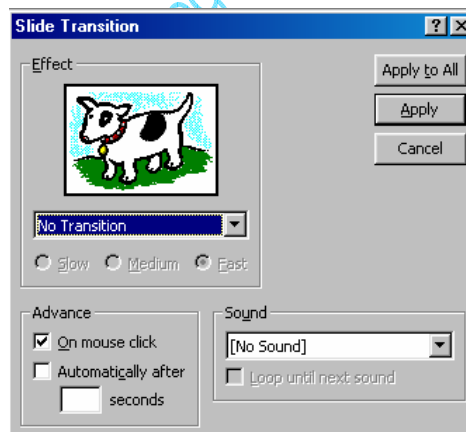 Slide Transition
Effect
No Transition
Slow Medium Fast
Apply to All
Apply
Cancel
Advance
On mouse click
Automatically after
seconds
Sound
[No Sound]
Loop until next sound